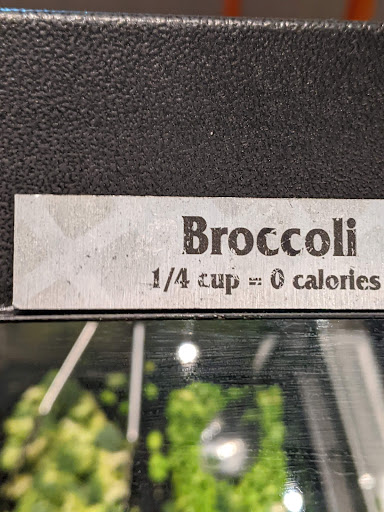 Broccoli
1/4 cup = 0 calories